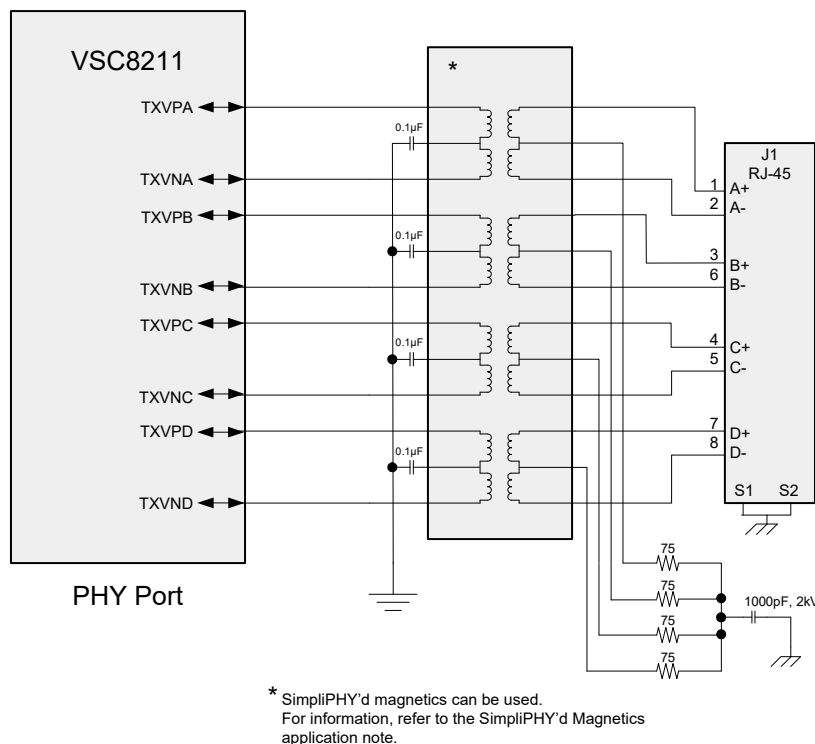 VSC8211
TXVPA
TXVNA
TXVPB
TXVNB
TXVPC
TXVNC
TXVPD
TXVND
PHY Port
0.1µF
0.1µF
0.1µF
0.1µF
*
J1
RJ-45
1 A+
2 A-
3 B+
6 B-
4 C+
5 C-
7 D+
8 D-
S1 S2
75
75
75
75
1000pF, 2kV
* SimpliPHY'd magnetics can be used.
For information, refer to the SimpliPHY'd Magnetics
application note.